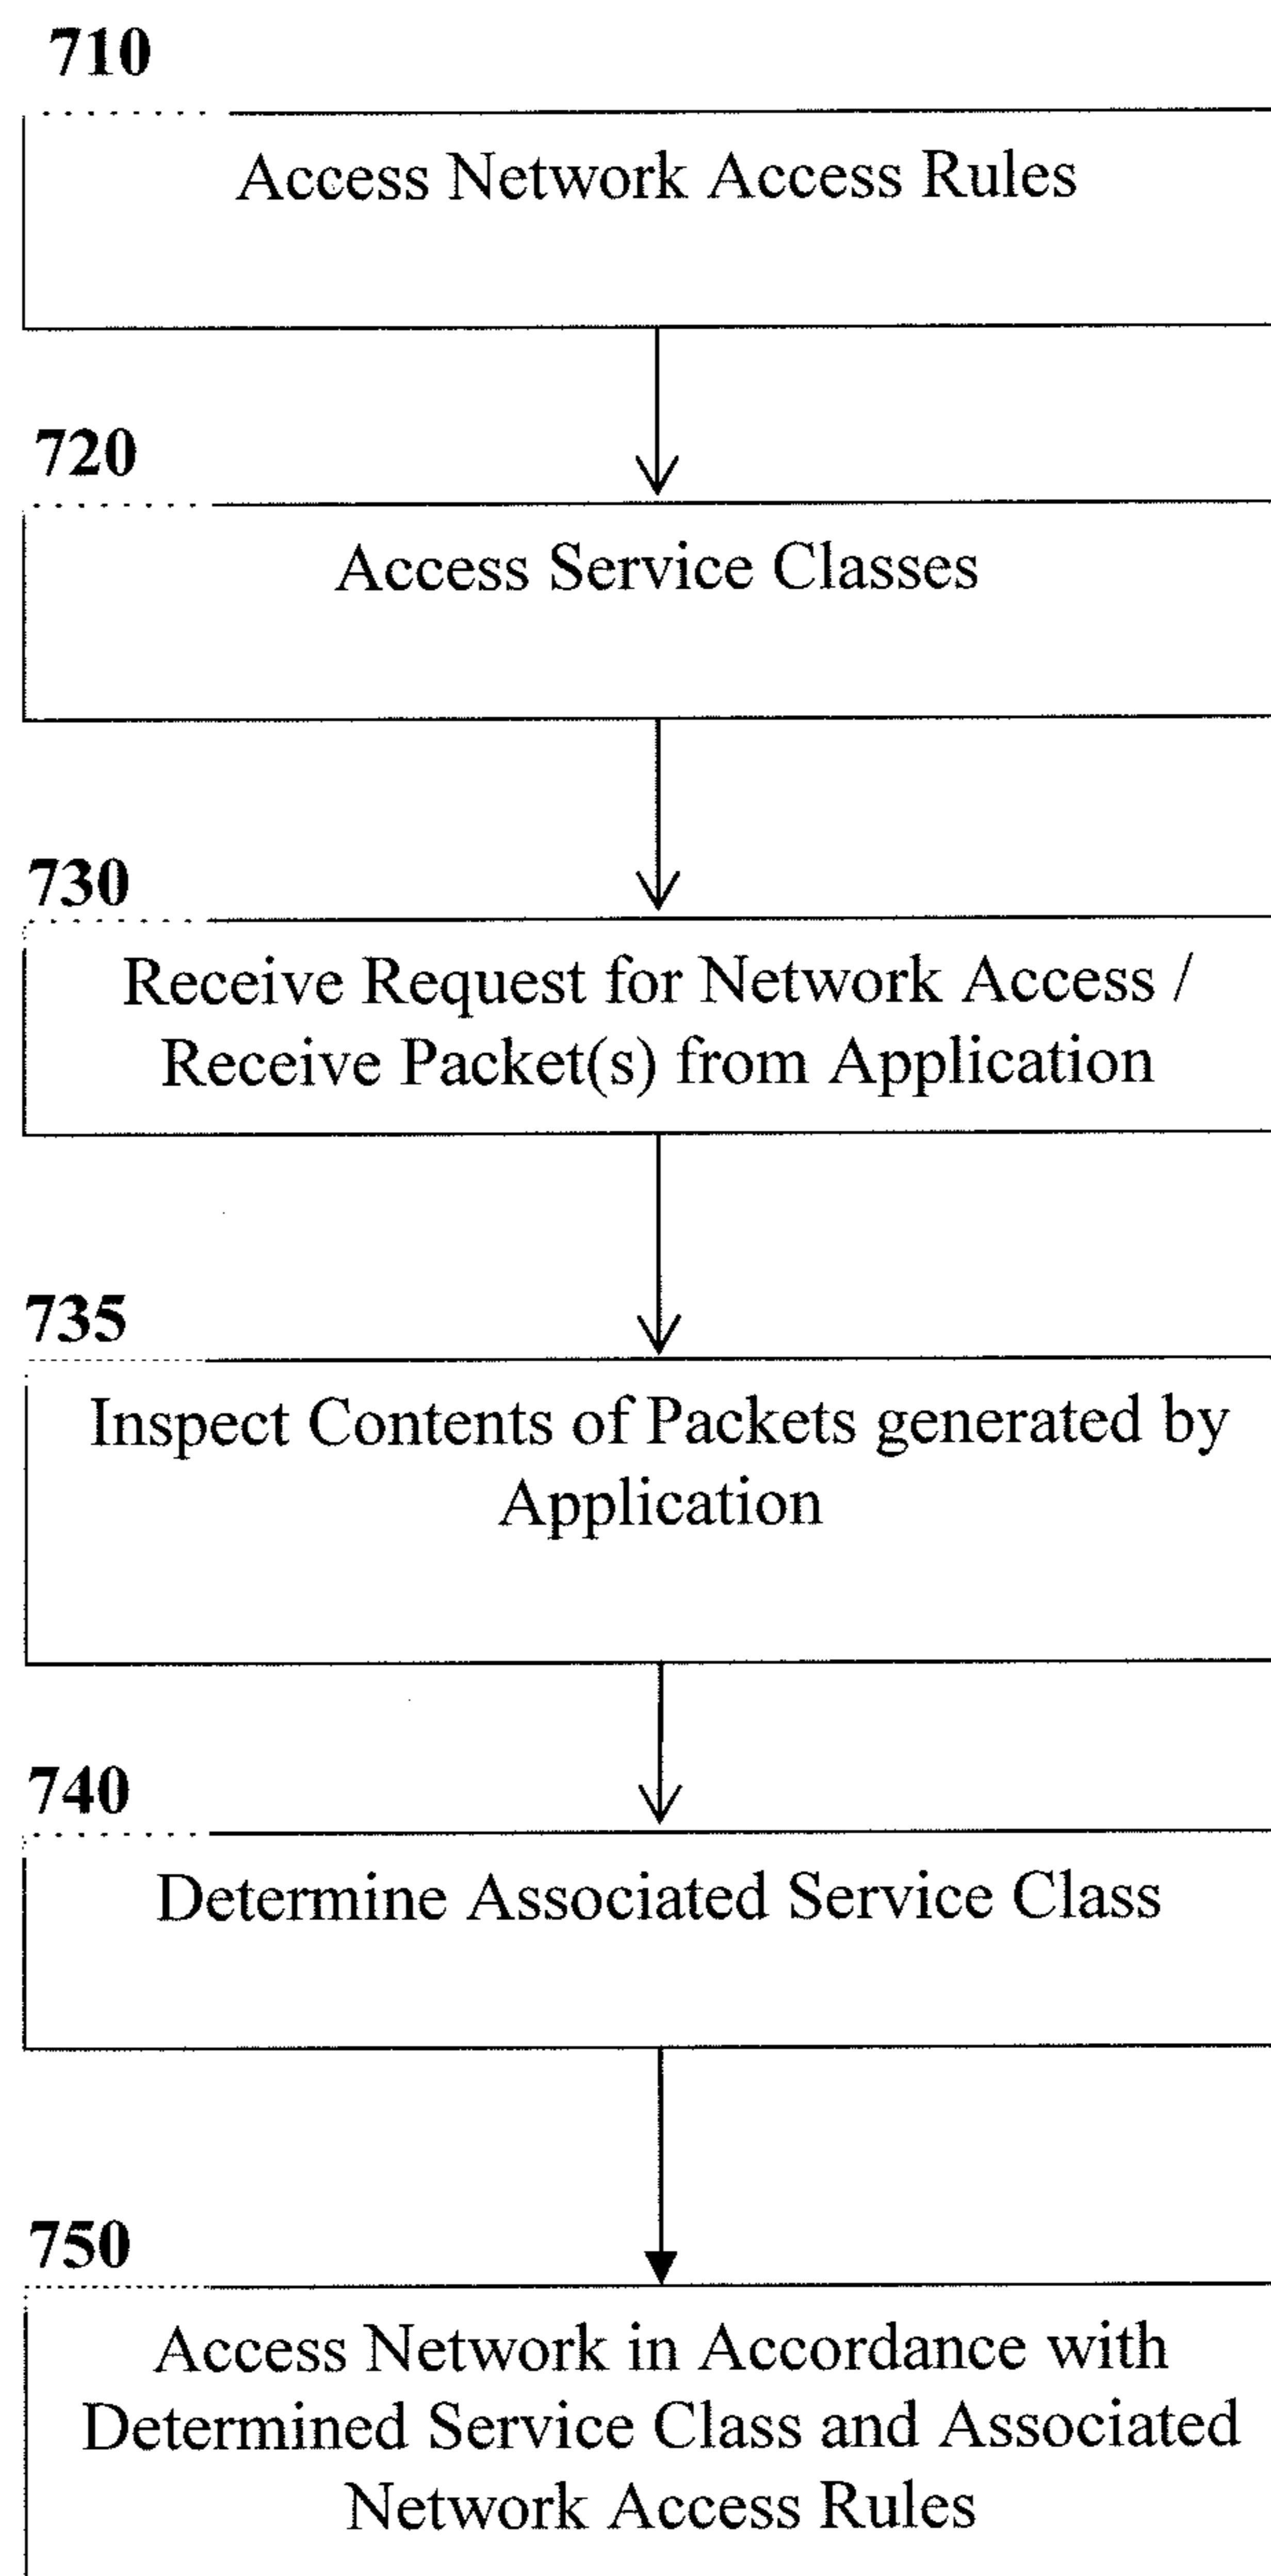 710
Access Network Access Rules
720
Access Service Classes
730
Receive Request for Network Access /
Receive Packet(s) from Application
735
Inspect Contents of Packets generated by
Application
740
Determine Associated Service Class
750
Access Network in Accordance with
Determined Service Class and Associated
Network Access Rules